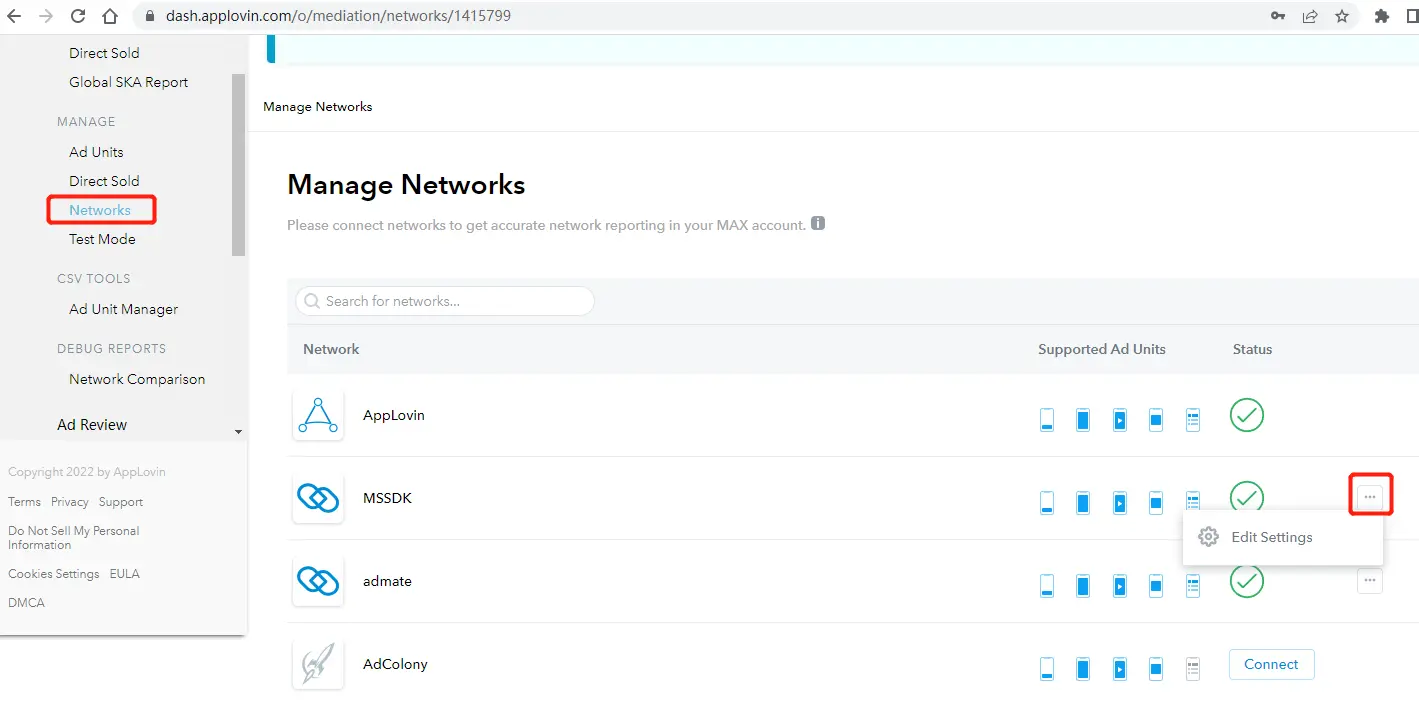 dash.applovin.com/o/mediation/networks/1415799
Direct Sold
Global SKA Report
MANAGE
Ad Units
Direct Sold
Networks
Test Mode
CSV TOOLS
Ad Unit Manager
DEBUG REPORTS
Network Comparison
Ad Review
Copyright 2022 by AppLovin
Terms Privacy Support
Do Not Sell My Personal
Information
Cookies Settings EULA
DMCA
Manage Networks
Manage Networks
Please connect networks to get accurate network reporting in your MAX account.
Search for networks...
Network Supported Ad Units Status
AppLovin
MSSDK
Edit Settings
admate
AdColony Connect